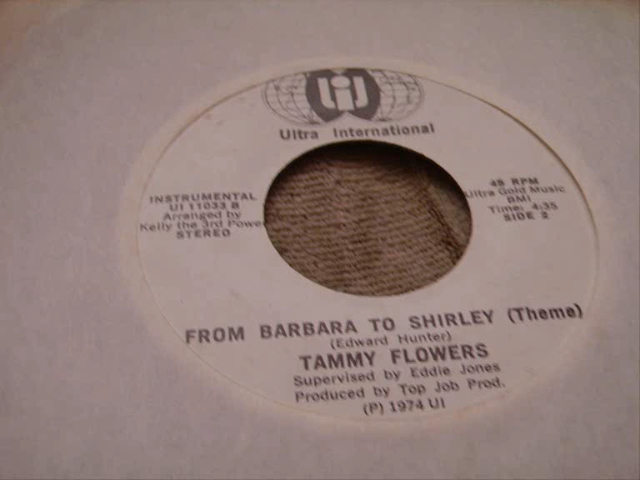 UI
Ultra International
INSTRUMENTAL
UI 11033 B
Arranged by
Kelly the 3rd Power
STEREO
45 RPM
Ultra Gold Music
BMI
Time: 4:35
SIDE 2
FROM BARBARA TO SHIRLEY (Theme)
(Edward Hunter)
TAMMY FLOWERS
Supervised by Eddie Jones
Produced by Top Job Prod.
(P) 1974 UI